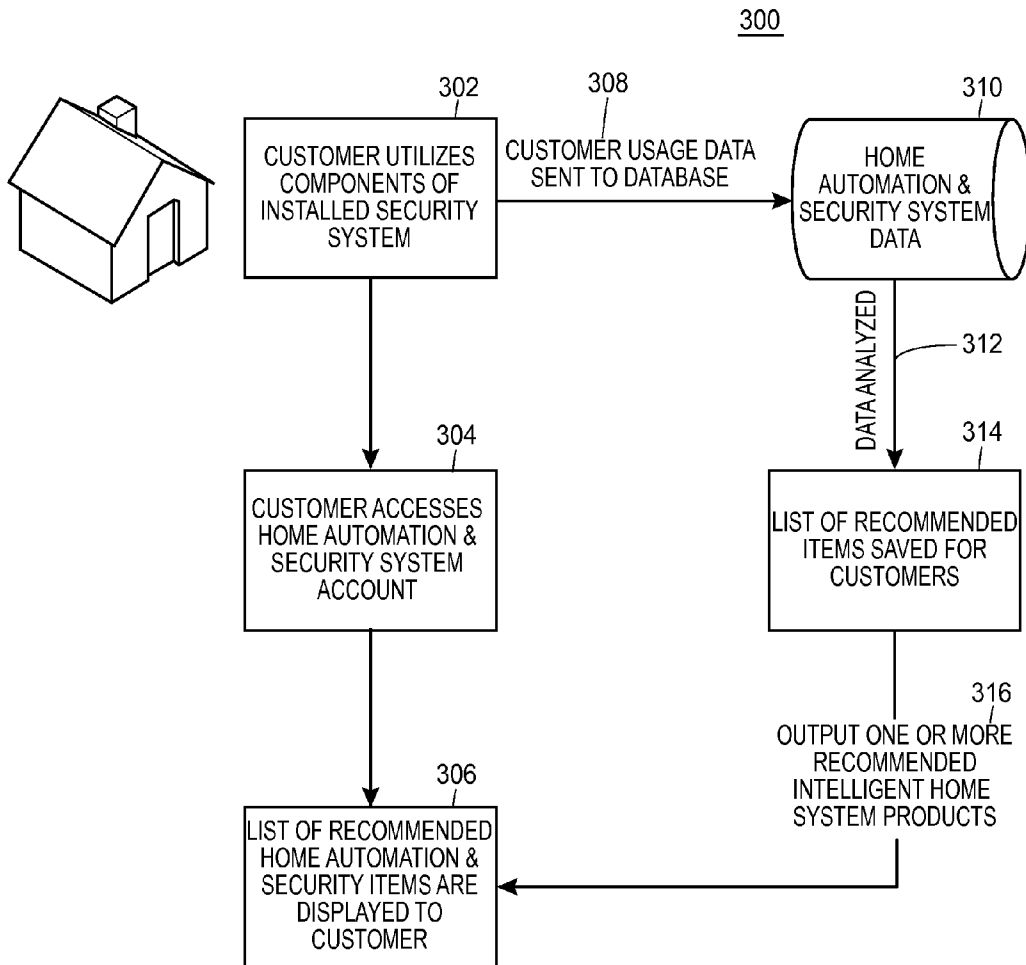 300
302
CUSTOMER UTILIZES
COMPONENTS OF
INSTALLED SECURITY
SYSTEM
308
CUSTOMER USAGE DATA
SENT TO DATABASE
310
HOME
AUTOMATION &
SECURITY SYSTEM
DATA
DATA ANALYZED
312
304
CUSTOMER ACCESSES
HOME AUTOMATION &
SECURITY SYSTEM
ACCOUNT
314
LIST OF RECOMMENDED
ITEMS SAVED FOR
CUSTOMERS
316
OUTPUT ONE OR MORE
RECOMMENDED
INTELLIGENT HOME
SYSTEM PRODUCTS
306
LIST OF RECOMMENDED
HOME AUTOMATION &
SECURITY ITEMS ARE
DISPLAYED TO
CUSTOMER